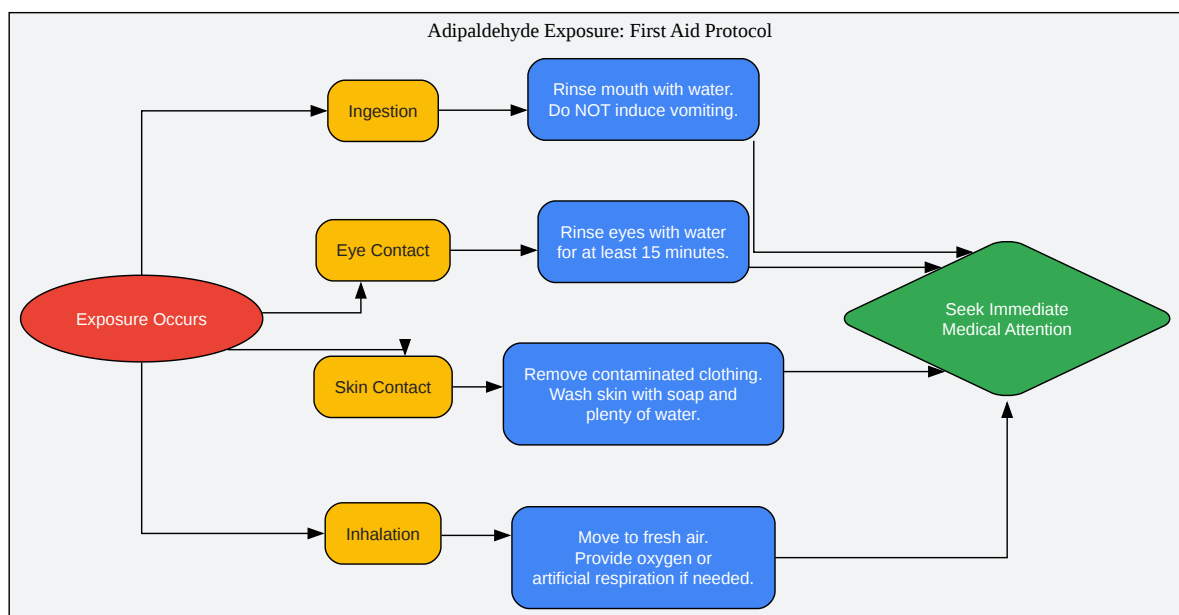 Adipaldehyde Exposure: First Aid Protocol
Ingestion
Rinse mouth with water.
Do NOT induce vomiting.
Eye Contact
Rinse eyes with water
for at least 15 minutes.
Exposure Occurs
Seek Immediate
Medical Attention
Skin Contact
Remove contaminated clothing.
Wash skin with soap and
plenty of water.
Inhalation
Move to fresh air.
Provide oxygen or
artificial respiration if needed.